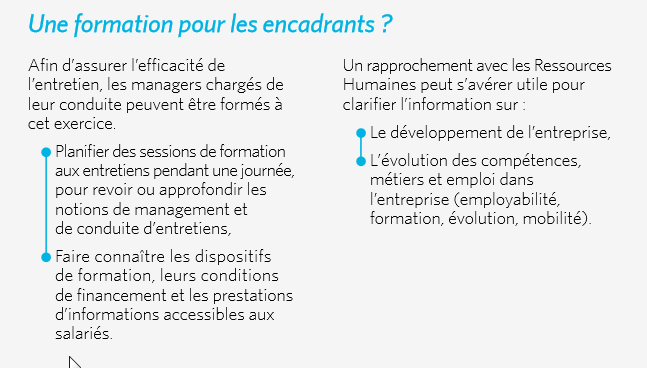 Une formation pour les encadrants ?
Afin d’assurer l’efficacité de
l’entretien, les managers chargés de
leur conduite peuvent être formés à
cet exercice.
Planifier des sessions de formation
aux entretiens pendant une journée,
pour revoir ou approfondir les
notions de management et
de conduite d’entretiens,
Faire connaître les dispositifs
de formation, leurs conditions
de financement et les prestations
d’informations accessibles aux
salariés.
Un rapprochement avec les Ressources
Humaines peut s’avérer utile pour
clarifier l’information sur :
Le développement de l’entreprise,
L’évolution des compétences,
métiers et emploi dans
l’entreprise (employabilité,
formation, évolution, mobilité).